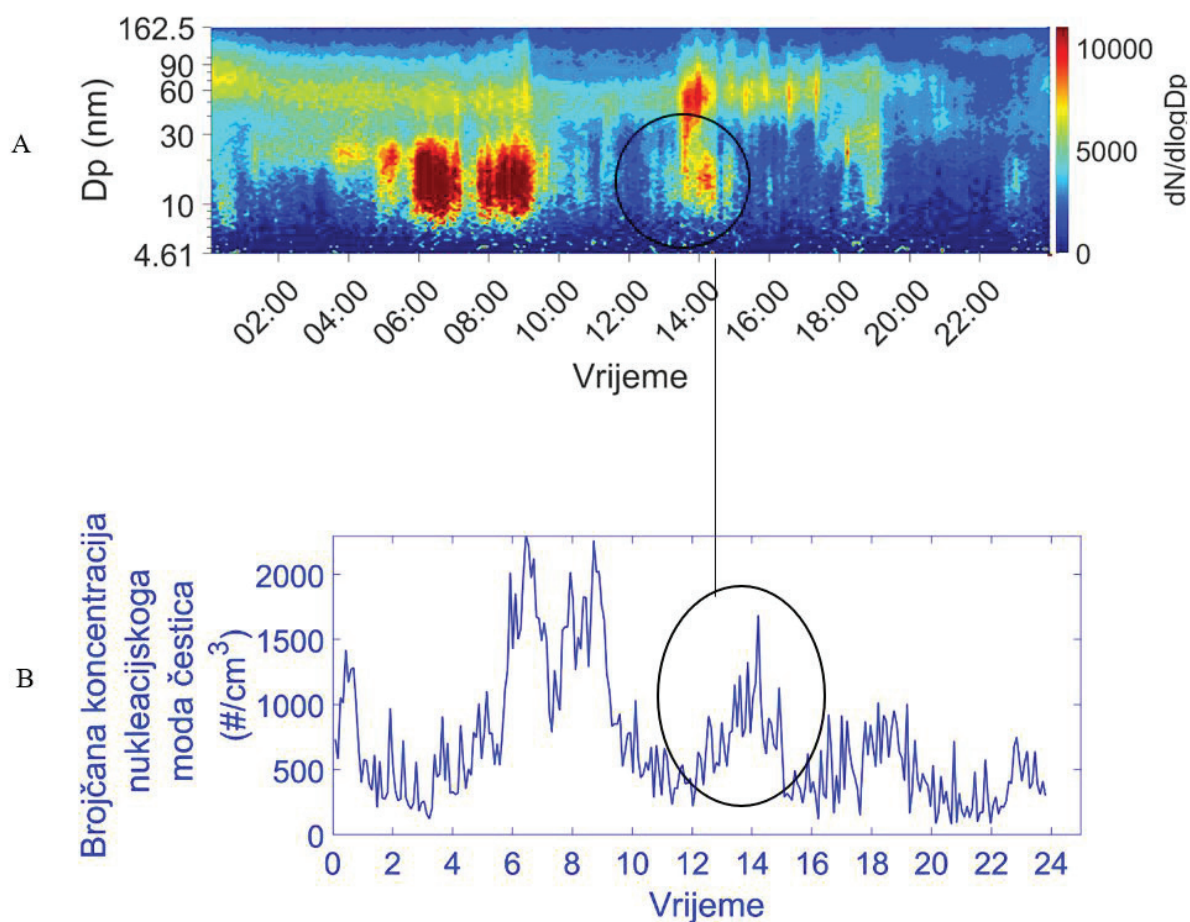 A
162.5
90
60
30
10
4.61
Dp (nm)
10000
5000
0
dN/dlogDp
02:00 04:00 06:00 08:00 10:00 12:00 14:00 16:00 18:00 20:00 22:00
Vrijeme
B
Brojčana koncentracija
nukleacijskoga
moda čestica
(#/cm³)
2000
1500
1000
500
0
0 2 4 6 8 10 12 14 16 18 20 22 24
Vrijeme